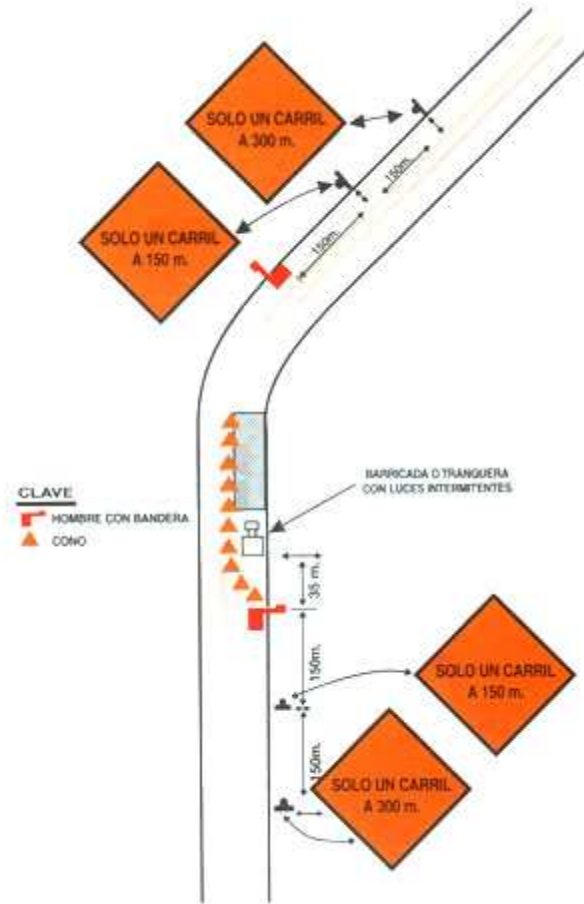 SOLO UN CARRIL
A 300 m.
150m.
SOLO UN CARRIL
A 150 m.
150m.
BARRICADA O TRANQUERA
CON LUCES INTERMITENTES
CLAVE
HOMBRE CON BANDERA
CONO
35 m.
150m.
SOLO UN CARRIL
A 150 m.
150m.
SOLO UN CARRIL
A 300 m.